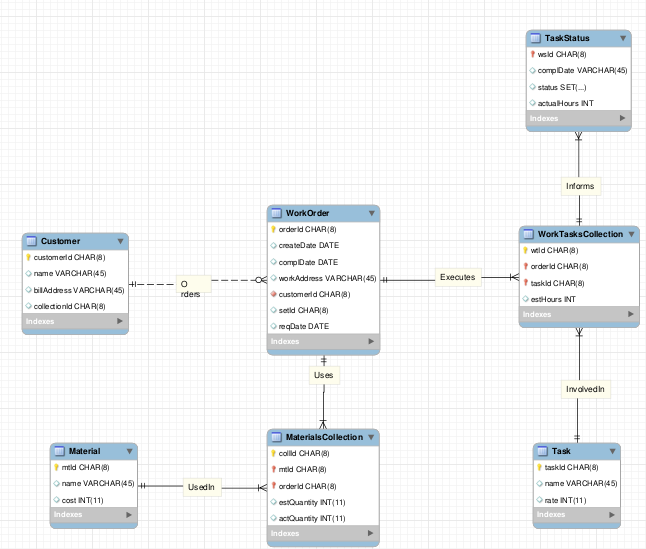 TaskStatus
wsId CHAR(8)
complDate VARCHAR(45)
status SET(...)
actualHours INT
Indexes
Informs
WorkOrder
orderId CHAR(8)
createDate DATE
complDate DATE
workAddress VARCHAR(45)
customerId CHAR(8)
setId CHAR(8)
reqDate DATE
Indexes
Customer
customerId CHAR(8)
name VARCHAR(45)
billAddress VARCHAR(45)
collectionId CHAR(8)
Indexes
O
rders
Executes
WorkTasksCollection
wtId CHAR(8)
orderId CHAR(8)
taskId CHAR(8)
estHours INT
Indexes
Uses
InvolvedIn
Material
mtId CHAR(8)
name VARCHAR(45)
cost INT(11)
Indexes
UsedIn
MaterialsCollection
collId CHAR(8)
mtId CHAR(8)
orderId CHAR(8)
estQuantity INT(11)
actQuantity INT(11)
Indexes
Task
taskId CHAR(8)
name VARCHAR(45)
rate INT(11)
Indexes